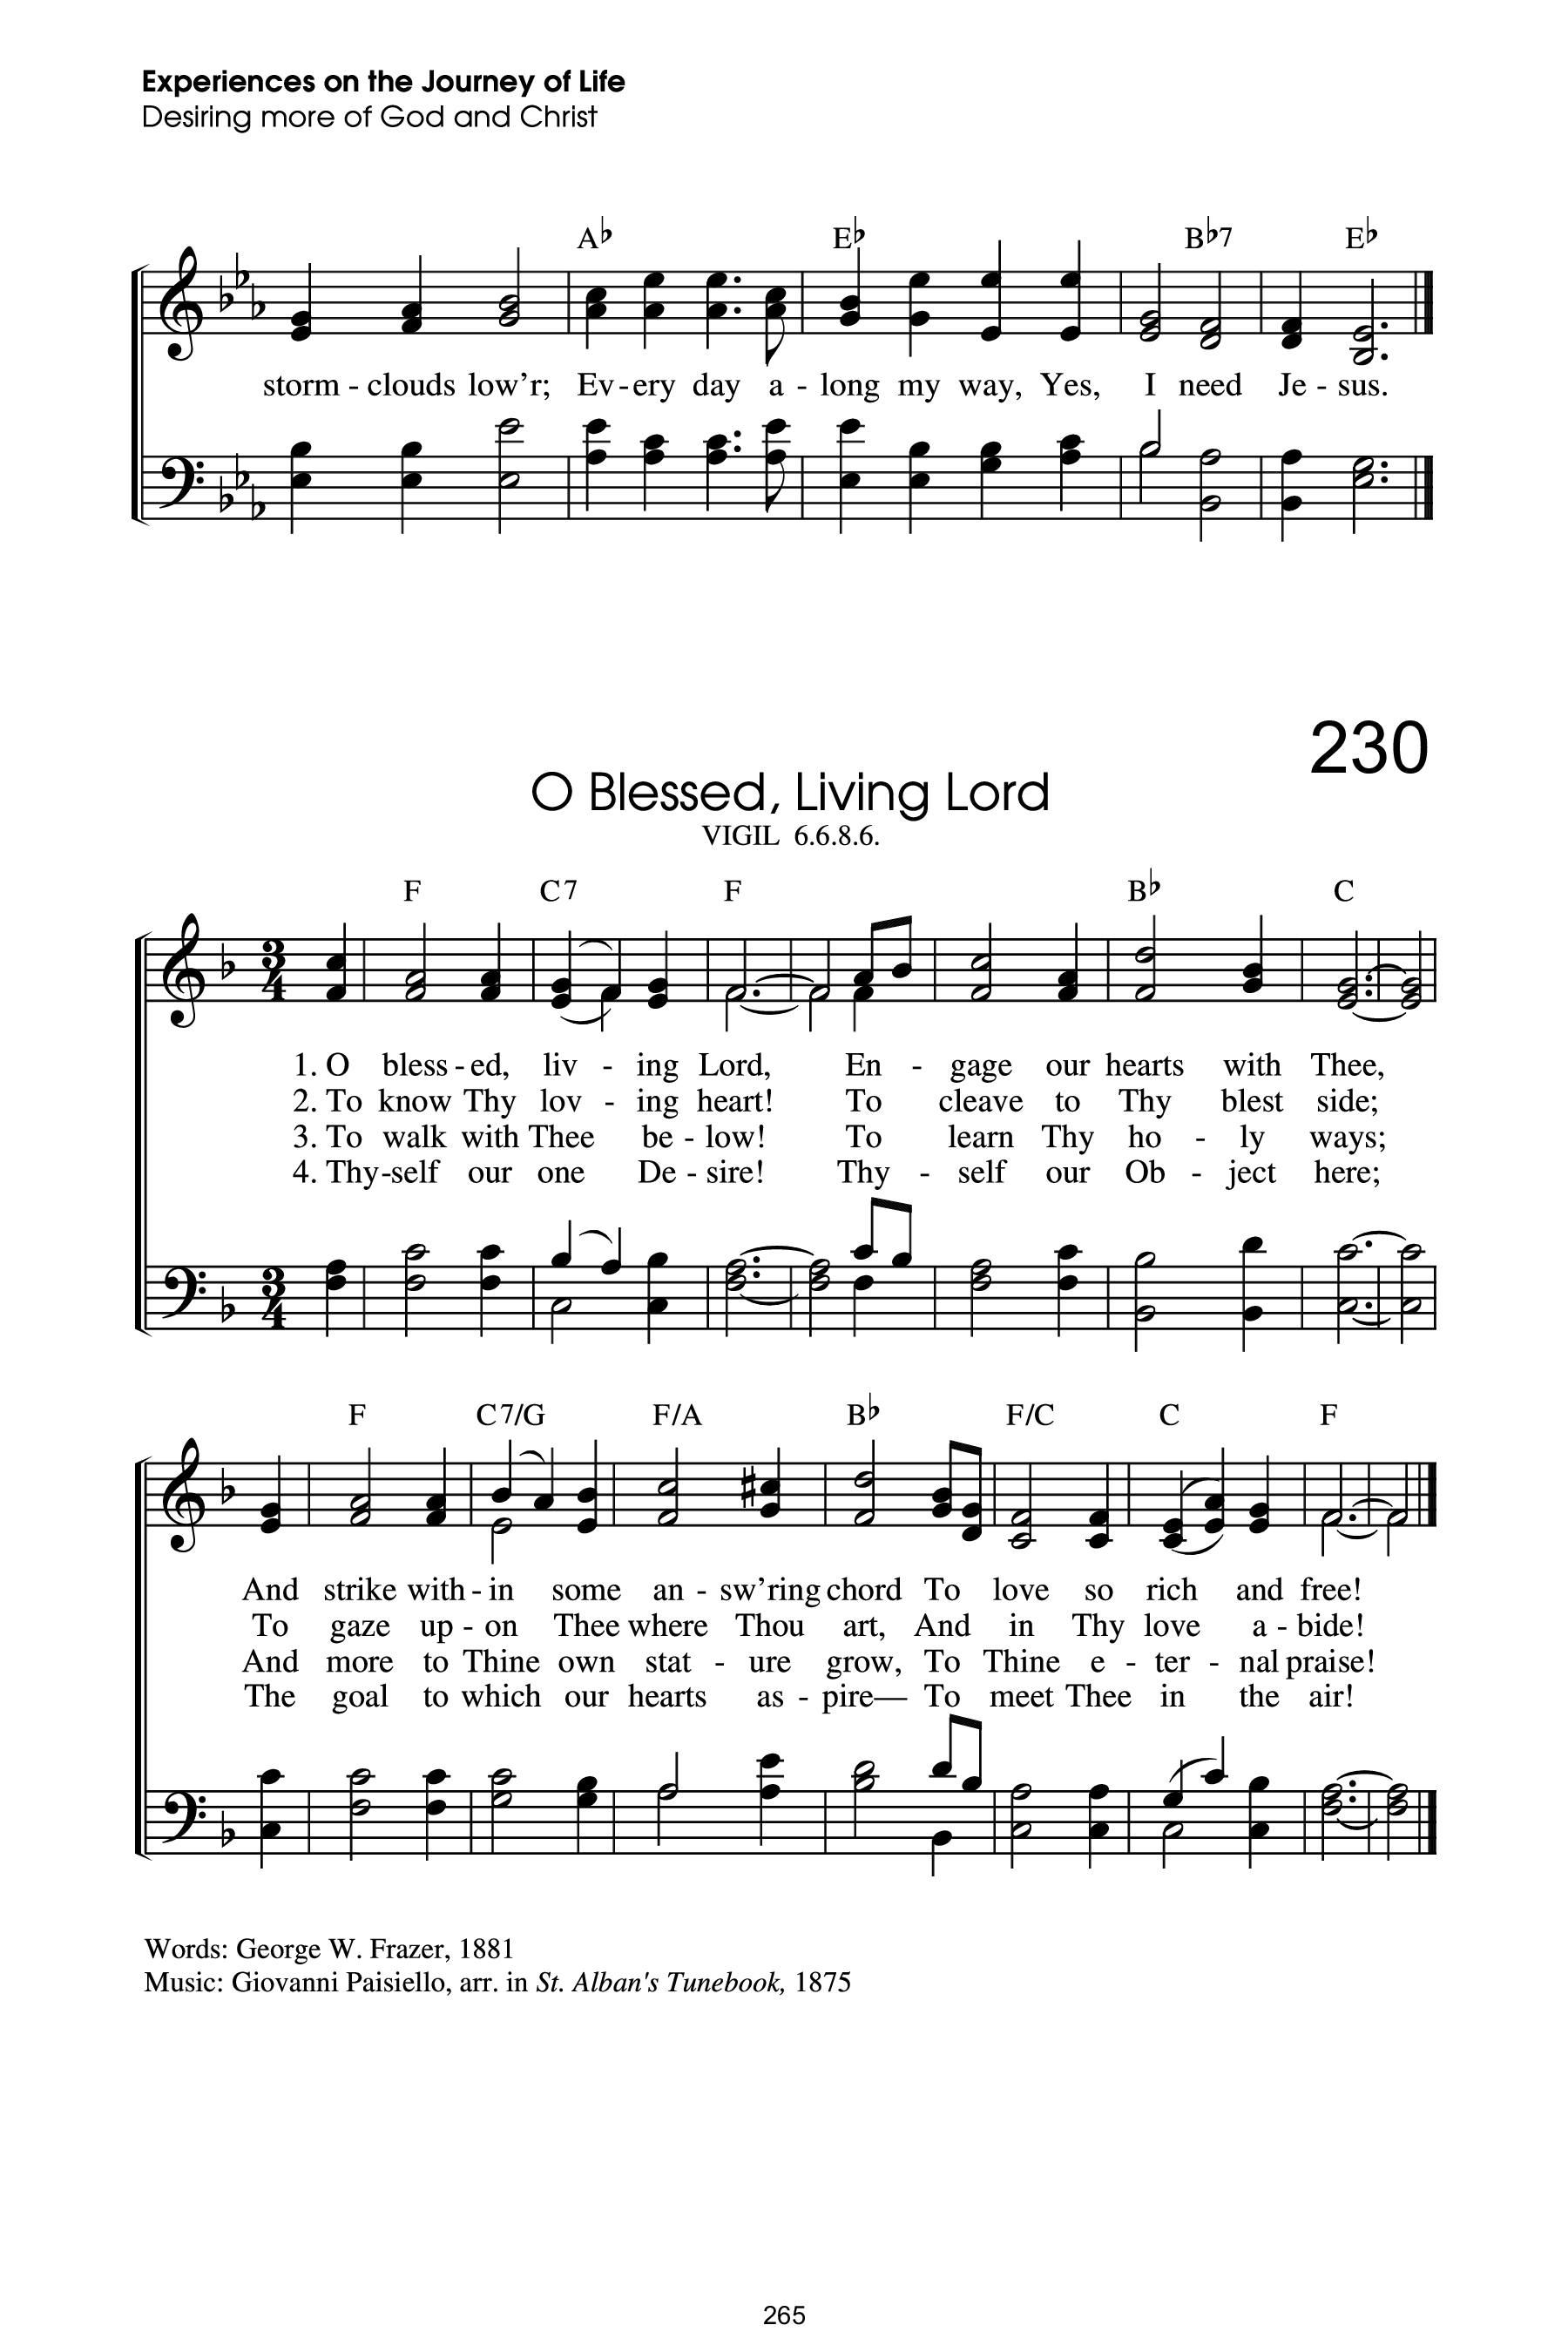 Experiences on the Journey of Life
Desiring more of God and Christ
A♭ E♭ B♭7 E♭
storm - clouds low’r; Ev - ery day a - long my way, Yes, I need Je - sus.
230
O Blessed, Living Lord
VIGIL 6.6.8.6.
F C7 F B♭ C
3 4
1. O bless - ed, liv - ing Lord, En - gage our hearts with Thee,
2. To know Thy lov - ing heart! To cleave to Thy blest side;
3. To walk with Thee be - low! To learn Thy ho - ly ways;
4. Thy - self our one De - sire! Thy - self our Ob - ject here;
3 4
F C7/G F/A B♭ F/C C F
And strike with - in some an - sw’ring chord To love so rich and free!
To gaze up - on Thee where Thou art, And in Thy love a - bide!
And more to Thine own stat - ure grow, To Thine e - ter - nal praise!
The goal to which our hearts as - pire— To meet Thee in the air!
Words: George W. Frazer, 1881
Music: Giovanni Paisiello, arr. in St. Alban's Tunebook, 1875
265